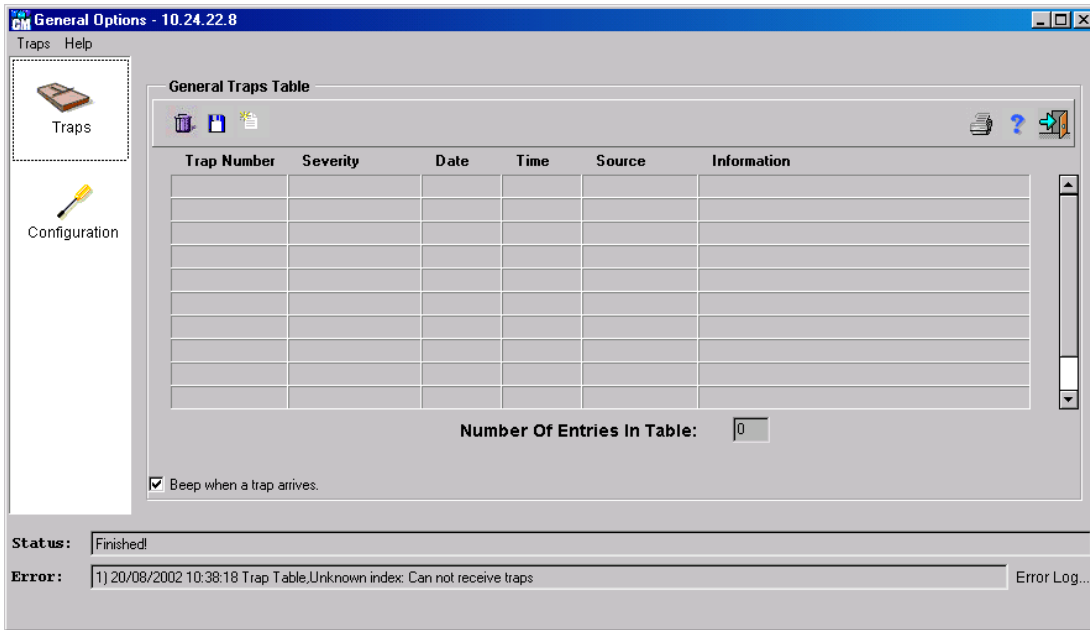 General Options - 10.24.22.8
Traps Help
Traps
Configuration
General Traps Table
Trap Number Severity Date Time Source Information
Number Of Entries In Table: 0
Beep when a trap arrives.
Status: Finished!
Error: 1) 20/08/2002 10:38:18 Trap Table,Unknown index: Can not receive traps Error Log...